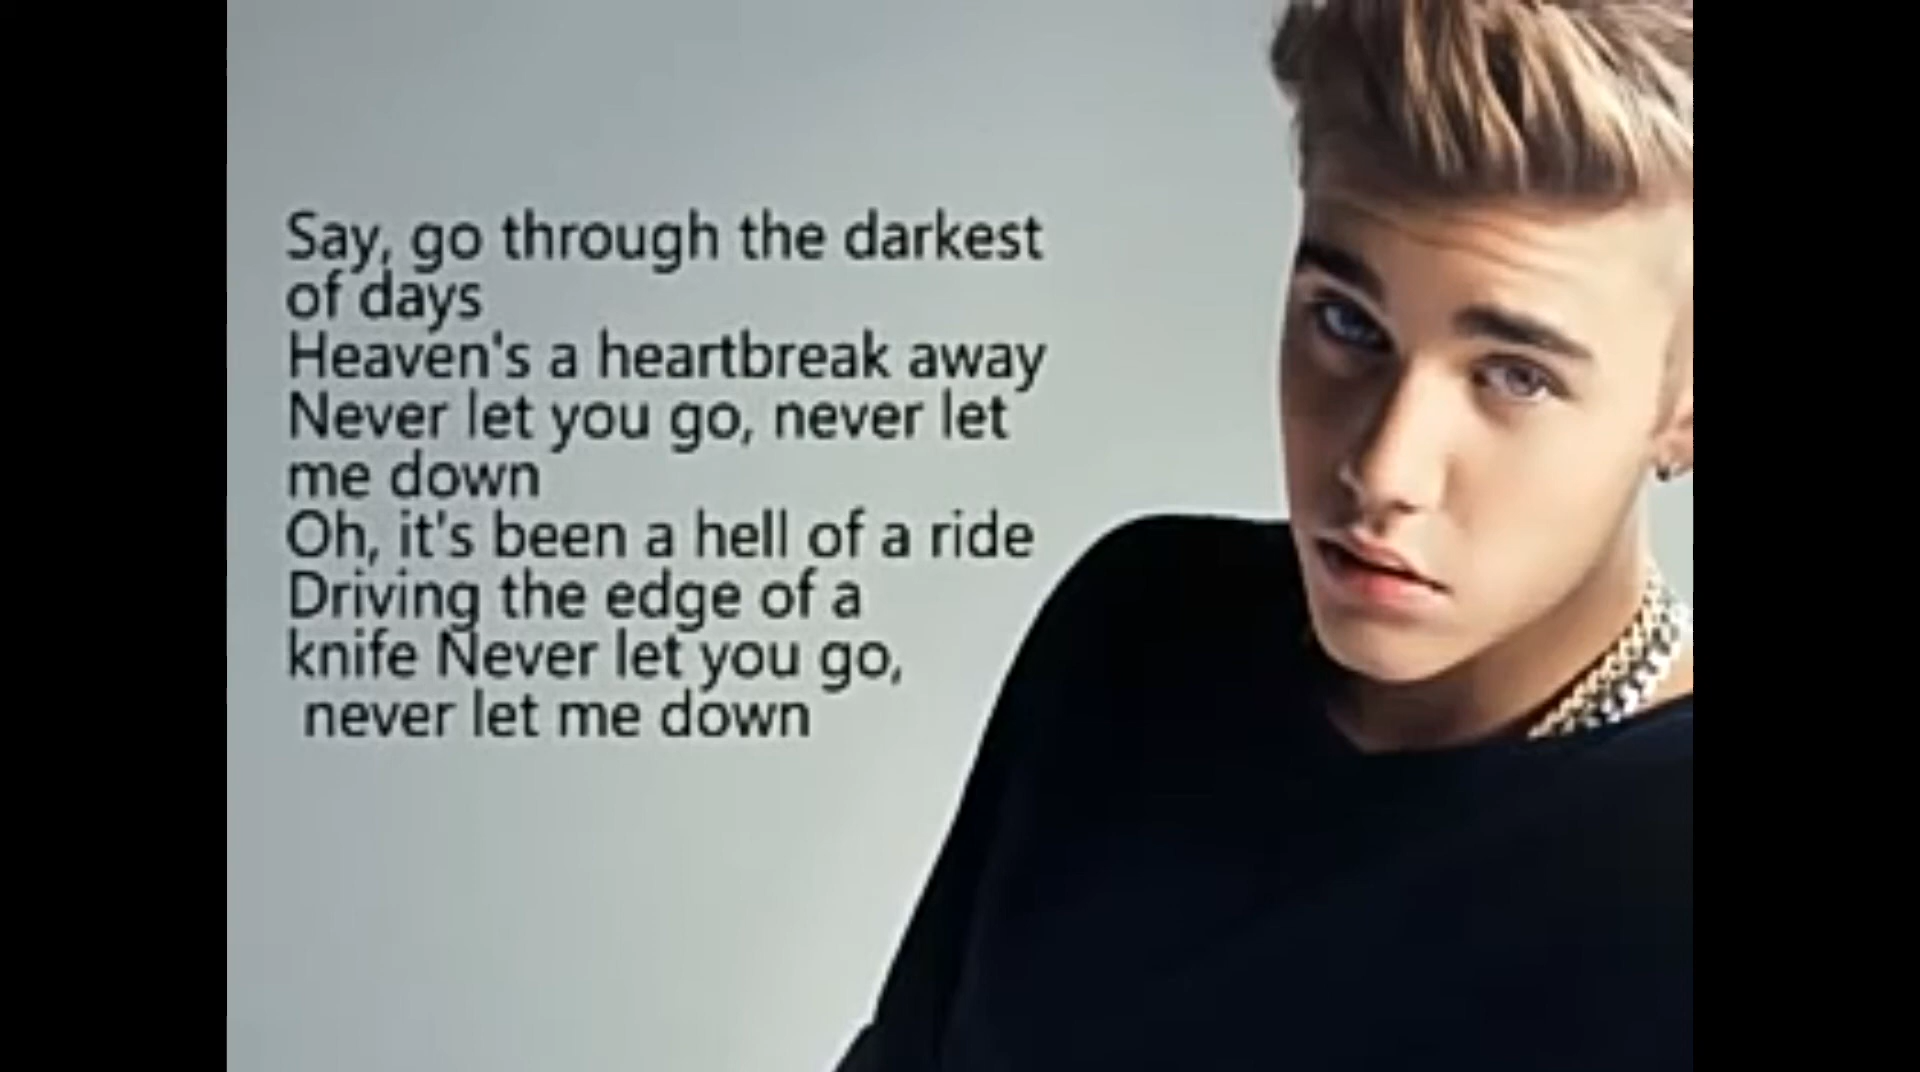 Say, go through the darkest
of days
Heaven's a heartbreak away
Never let you go, never let
me down
Oh, it's been a hell of a ride
Driving the edge of a
knife Never let you go,
never let me down